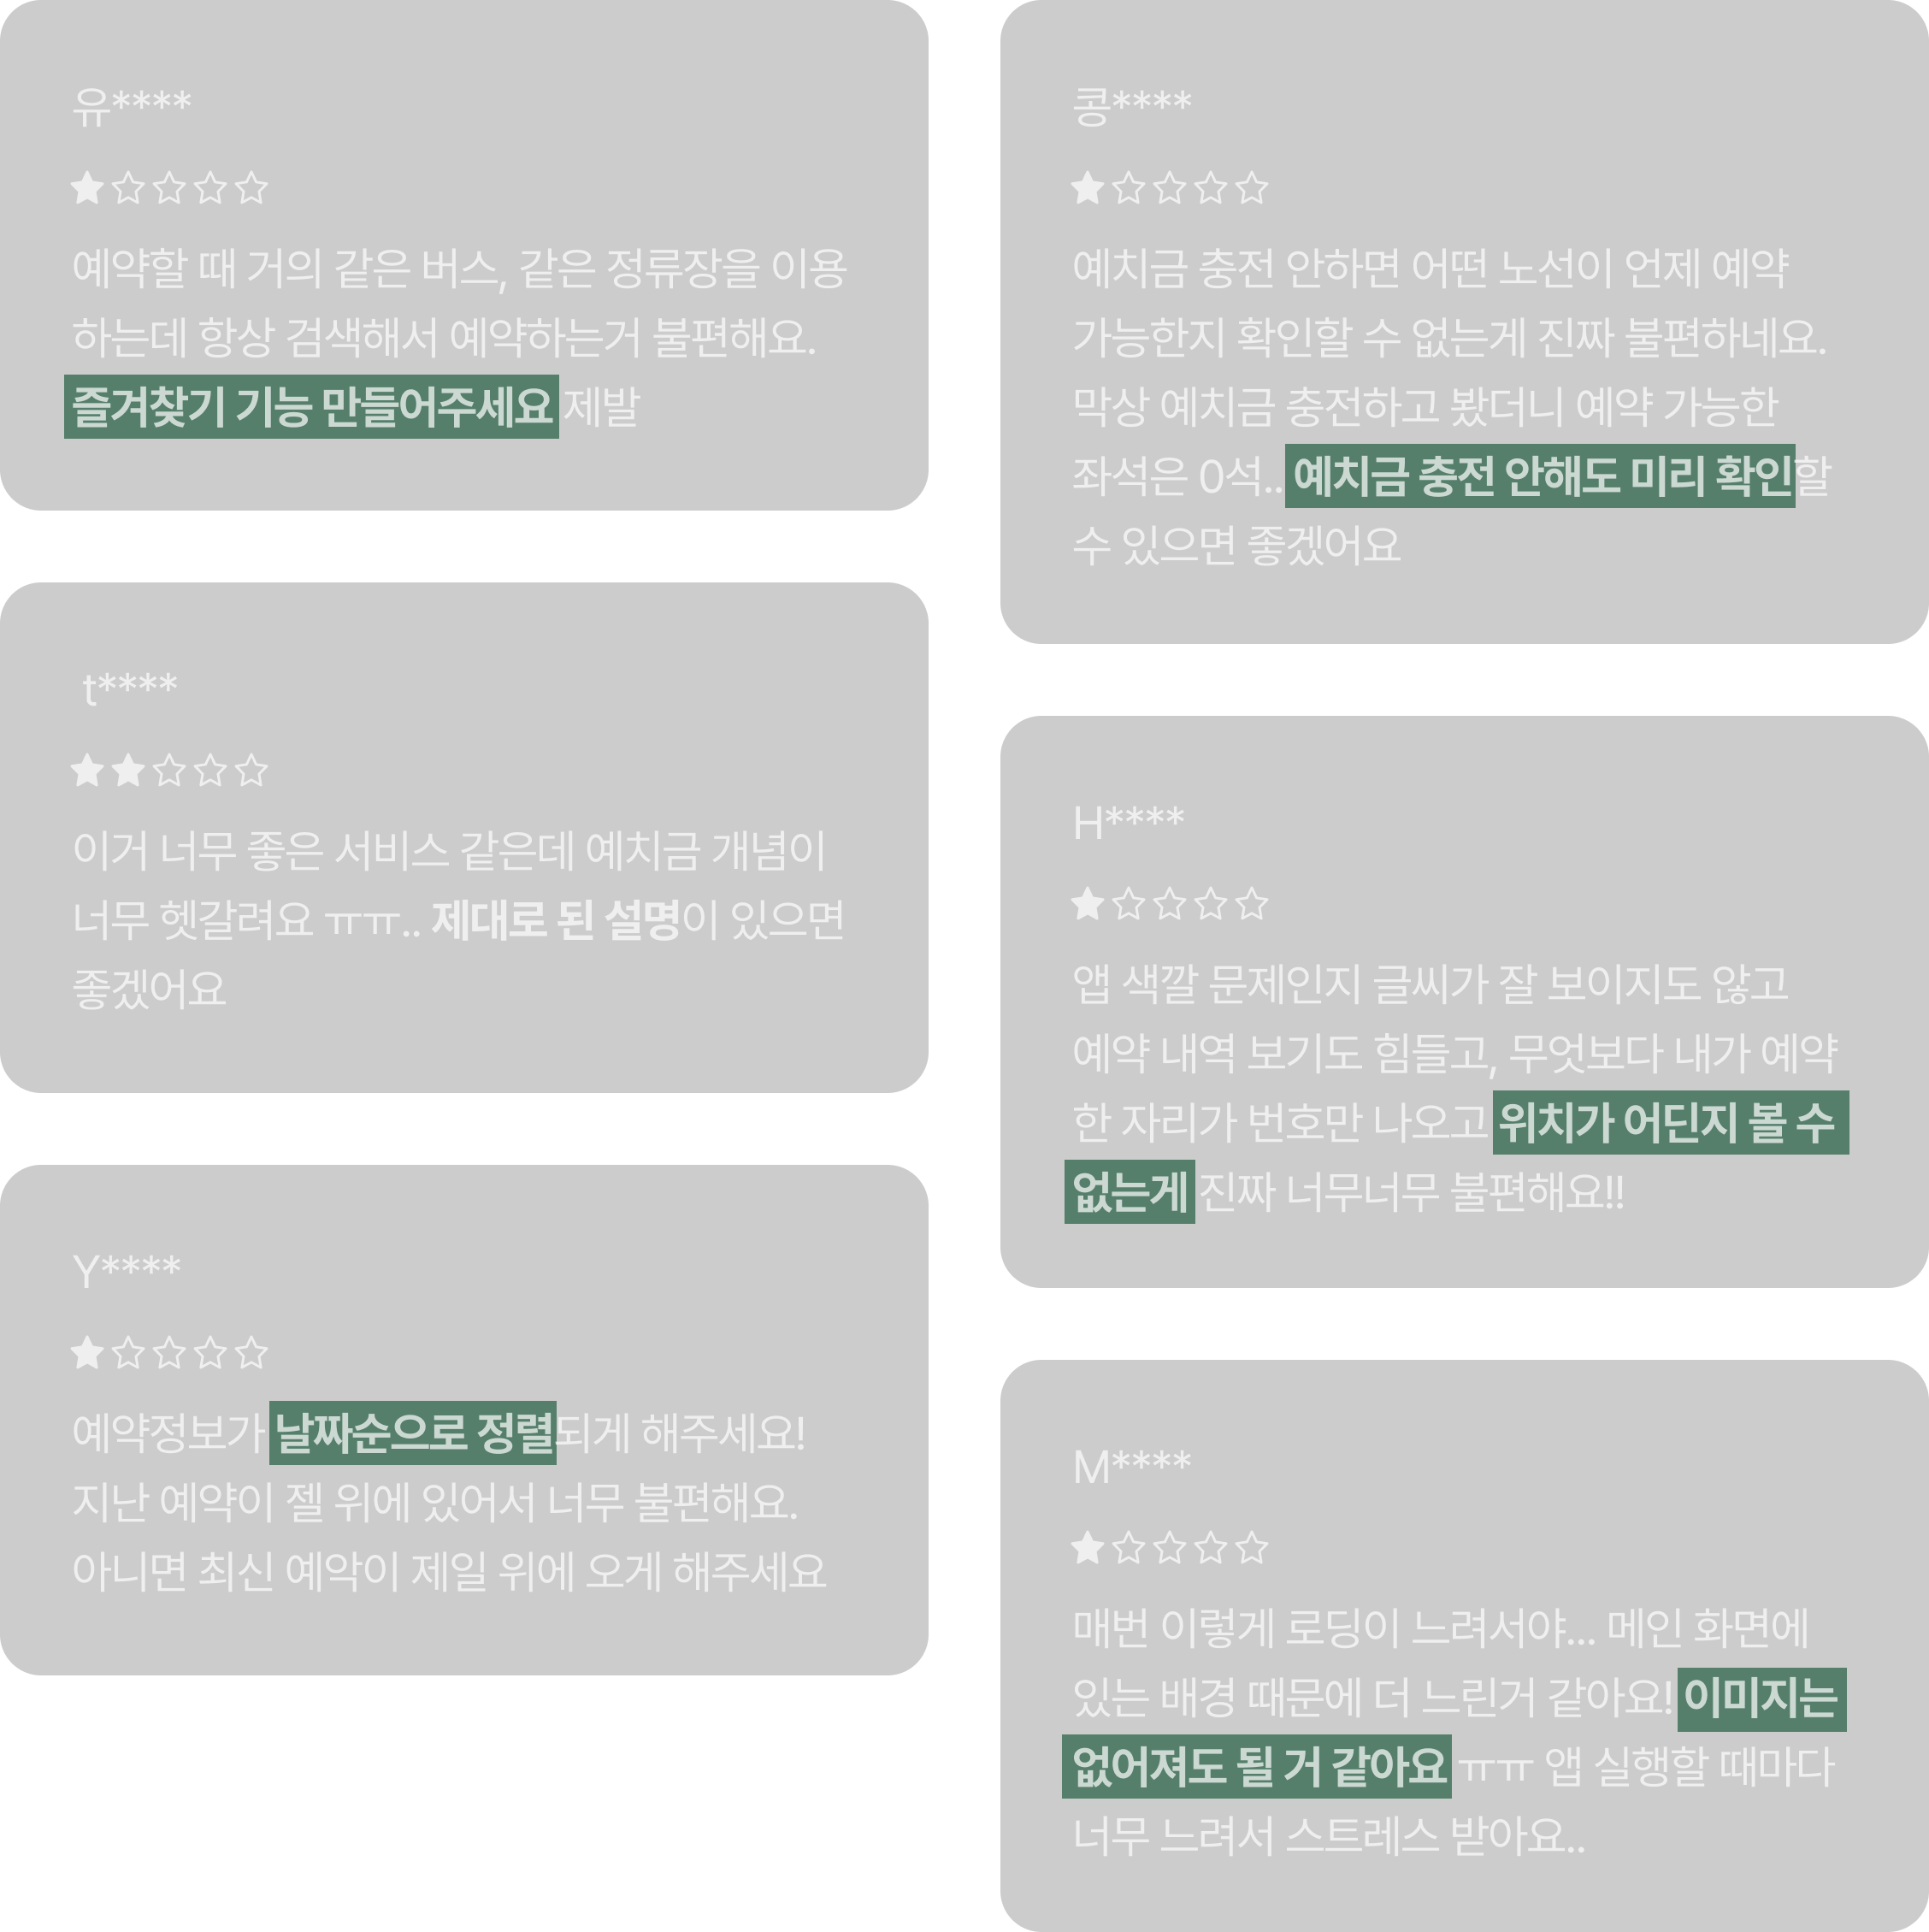 유****
★☆☆☆☆
예약할 때 거의 같은 버스, 같은 정류장을 이용
하는데 항상 검색해서 예약하는거 불편해요.
즐겨찾기 기능 만들어주세요 제발
t****
★★☆☆☆
이거 너무 좋은 서비스 같은데 예치금 개념이
너무 헷갈려요 ㅠㅠ.. 제대로 된 설명이 있으면
좋겠어요
Y****
★☆☆☆☆
예약정보가 날짜순으로 정렬되게 해주세요!
지난 예약이 젤 위에 있어서 너무 불편해요.
아니면 최신 예약이 제일 위에 오게 해주세요
콩****
★☆☆☆☆
예치금 충전 안하면 어떤 노선이 언제 예약
가능한지 확인할 수 없는게 진짜 불편하네요.
막상 예치금 충전하고 봤더니 예약 가능한
좌석은 0석.. 예치금 충전 안해도 미리 확인할
수 있으면 좋겠어요
H****
★☆☆☆☆
앱 색깔 문제인지 글씨가 잘 보이지도 않고
예약 내역 보기도 힘들고, 무엇보다 내가 예약
한 자리가 번호만 나오고 위치가 어딘지 볼 수
없는게 진짜 너무너무 불편해요!!
M****
★☆☆☆☆
매번 이렇게 로딩이 느려서야... 메인 화면에
있는 배경 때문에 더 느린거 같아요! 이미지는
없어져도 될 거 같아요 ㅠㅠ 앱 실행할 때마다
너무 느려서 스트레스 받아요..